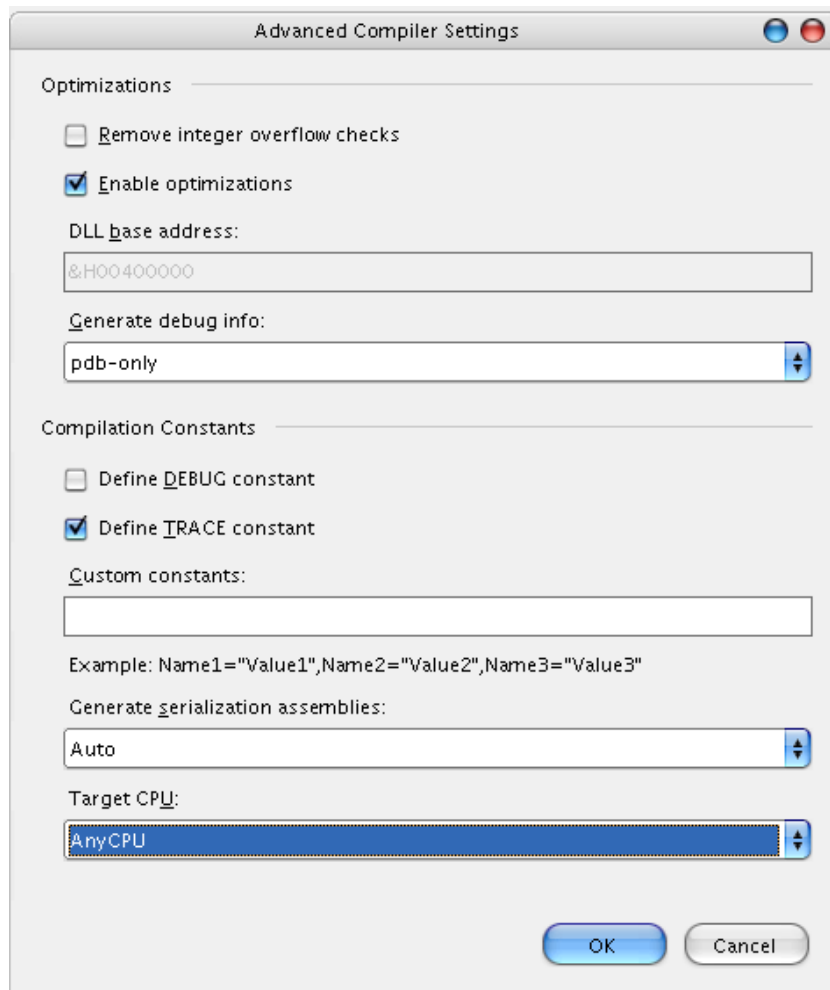 Advanced Compiler Settings
Optimizations
Remove integer overflow checks
Enable optimizations
DLL base address:
&H00400000
Generate debug info:
pdb-only
Compilation Constants
Define DEBUG constant
Define TRACE constant
Custom constants:
Example: Name1="Value1",Name2="Value2",Name3="Value3"
Generate serialization assemblies:
Auto
Target CPU:
AnyCPU
OK Cancel